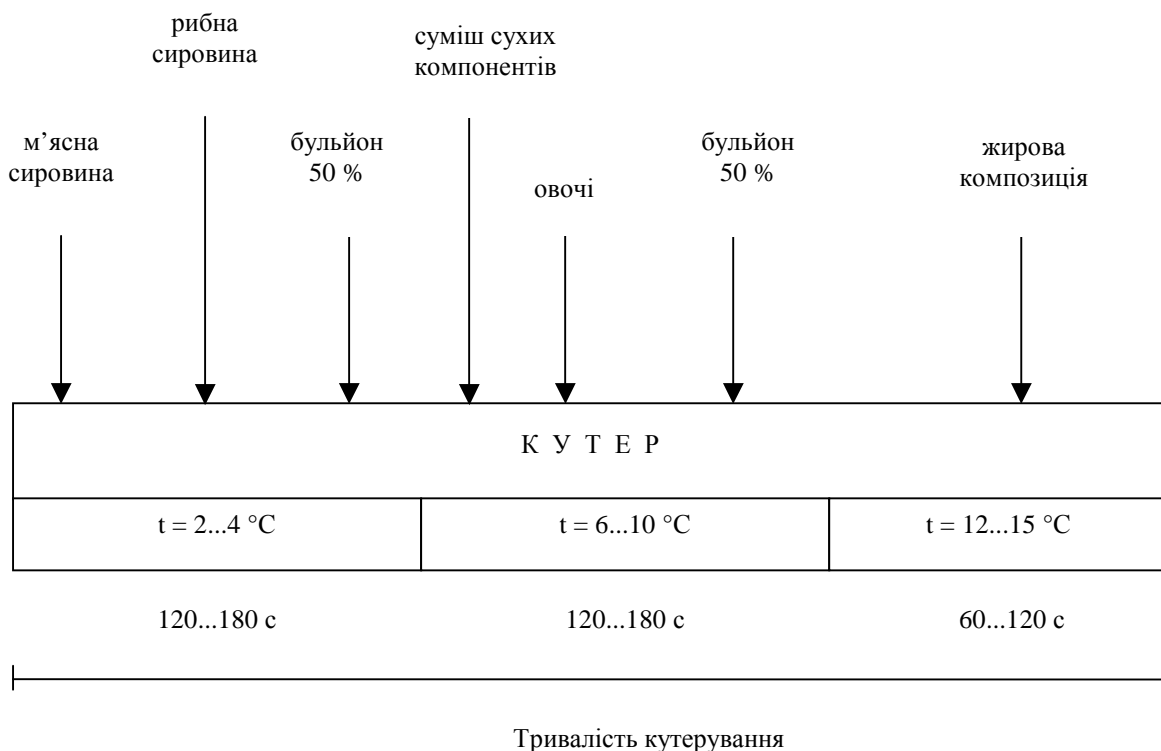 рибна
сировина
суміш сухих
компонентів
м’ясна
сировина
бульйон
50 %
овочі
бульйон
50 %
жирова
композиція
К У Т Е Р
t = 2...4 °С
t = 6...10 °С
t = 12...15 °С
120...180 с
120...180 с
60...120 с
Тривалість кутерування